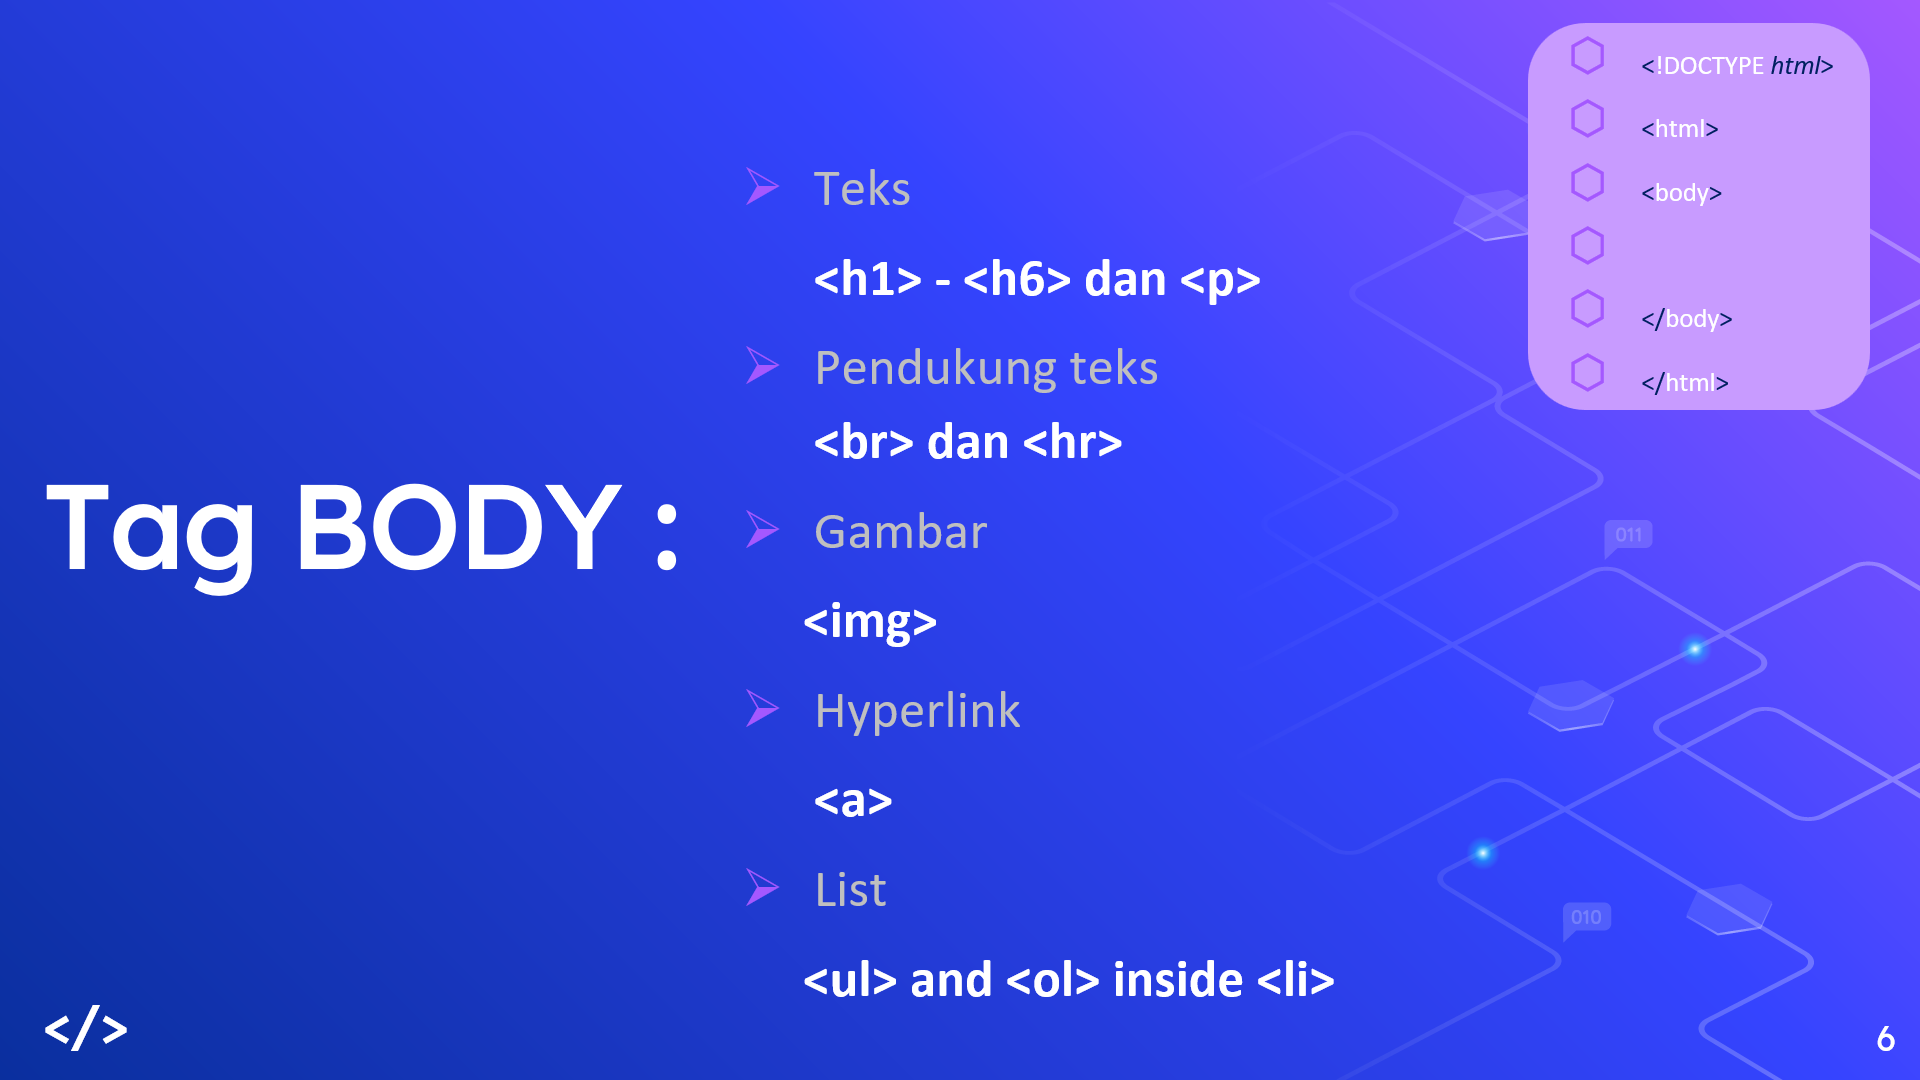 Tag BODY :
Teks
<h1> - <h6> dan <p>
Pendukung teks
<br> dan <hr>
Gambar
<img>
Hyperlink
<a>
List
<ul> and <ol> inside <li>
<!DOCTYPE html>
<html>
<body>
</body>
</html>
011
010
</>
6